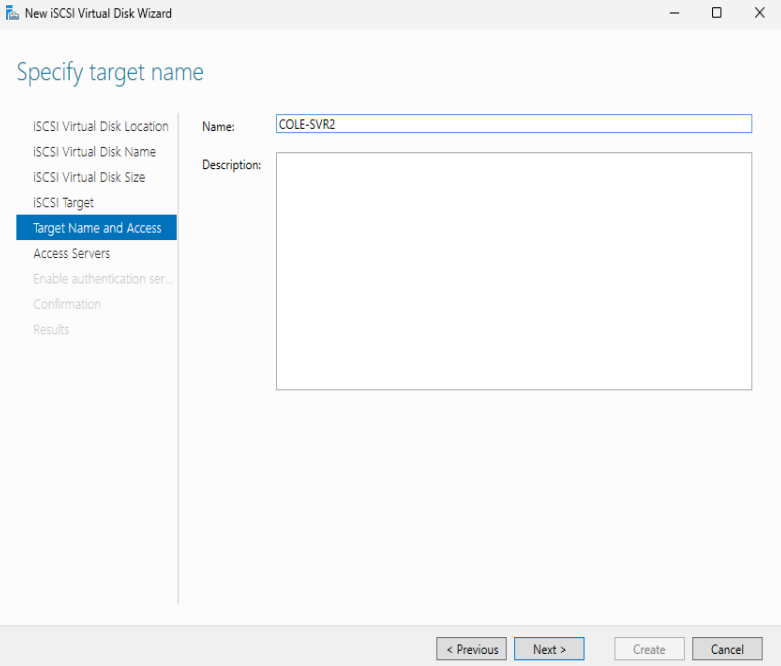 New iSCSI Virtual Disk Wizard
Specify target name
iSCSI Virtual Disk Location
iSCSI Virtual Disk Name
iSCSI Virtual Disk Size
iSCSI Target
Target Name and Access
Access Servers
Enable authentication ser...
Confirmation
Results
Name:
COLE-SVR2
Description:
< Previous
Next >
Create
Cancel